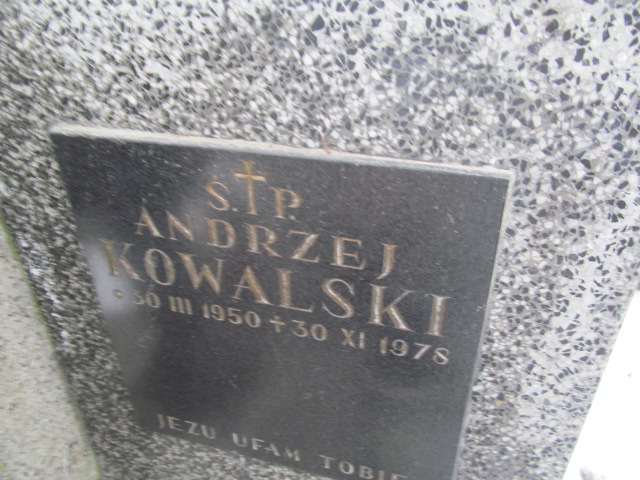 Ś.†P.
ANDRZEJ
KOWALSKI
* 30 III 1950 + 30 XI 1978
JEZU UFAM TOBIE